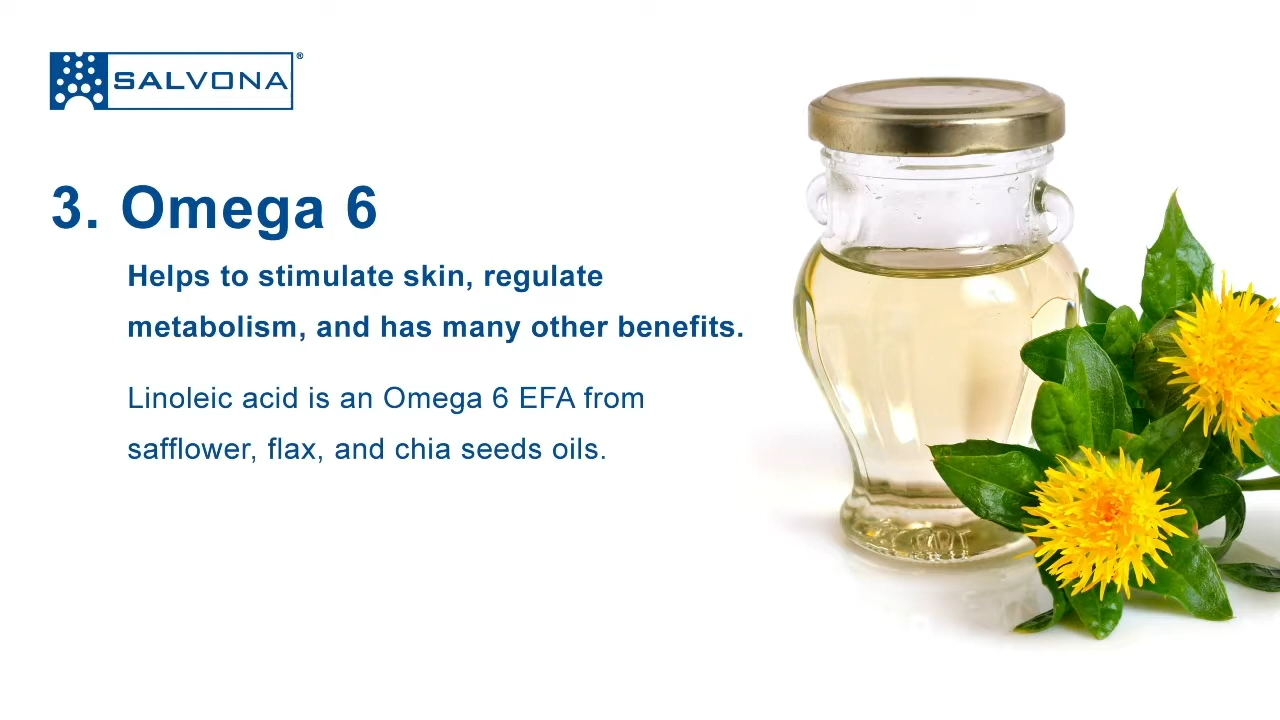 SALVONA®
3. Omega 6
Helps to stimulate skin, regulate
metabolism, and has many other benefits.
Linoleic acid is an Omega 6 EFA from
safflower, flax, and chia seeds oils.